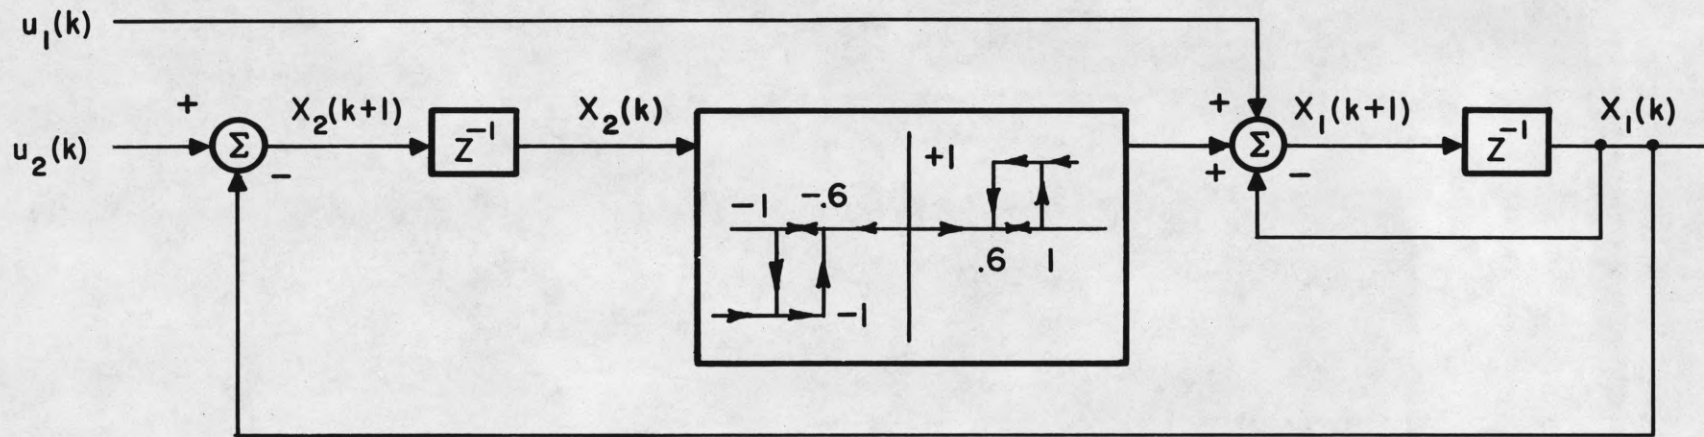 u₁(k)
+ X₂(k+1) X₂(k) + X₁(k+1) X₁(k)
u₂(k) Σ Z⁻¹ +1 Σ Z⁻¹
- + -
-1 -.6
.6 1
-1